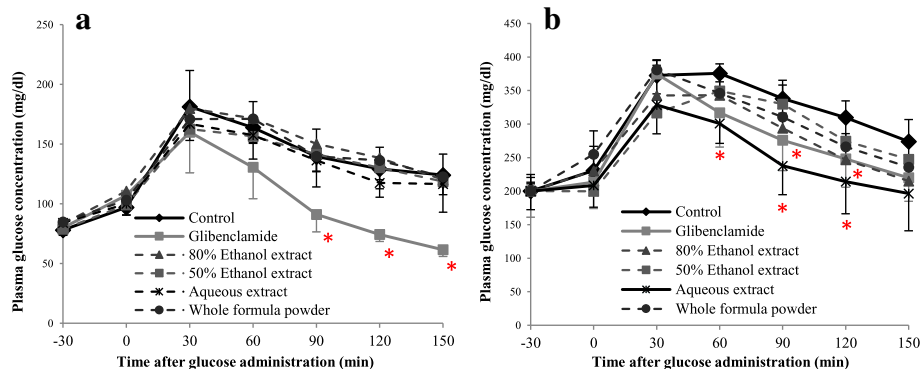 a
Plasma glucose concentration (mg/dl)
250
200
150
100
50
0
-30
0
30
60
90
120
150
Time after glucose administration (min)
Control
Glibenclamide
80% Ethanol extract
50% Ethanol extract
Aqueous extract
Whole formula powder
*
*
*
b
Plasma glucose concentration (mg/dl)
450
400
350
300
250
200
150
100
50
0
-30
0
30
60
90
120
150
Time after glucose administration (min)
Control
Glibenclamide
80% Ethanol extract
50% Ethanol extract
Aqueous extract
Whole formula powder
*
*
*
*
*